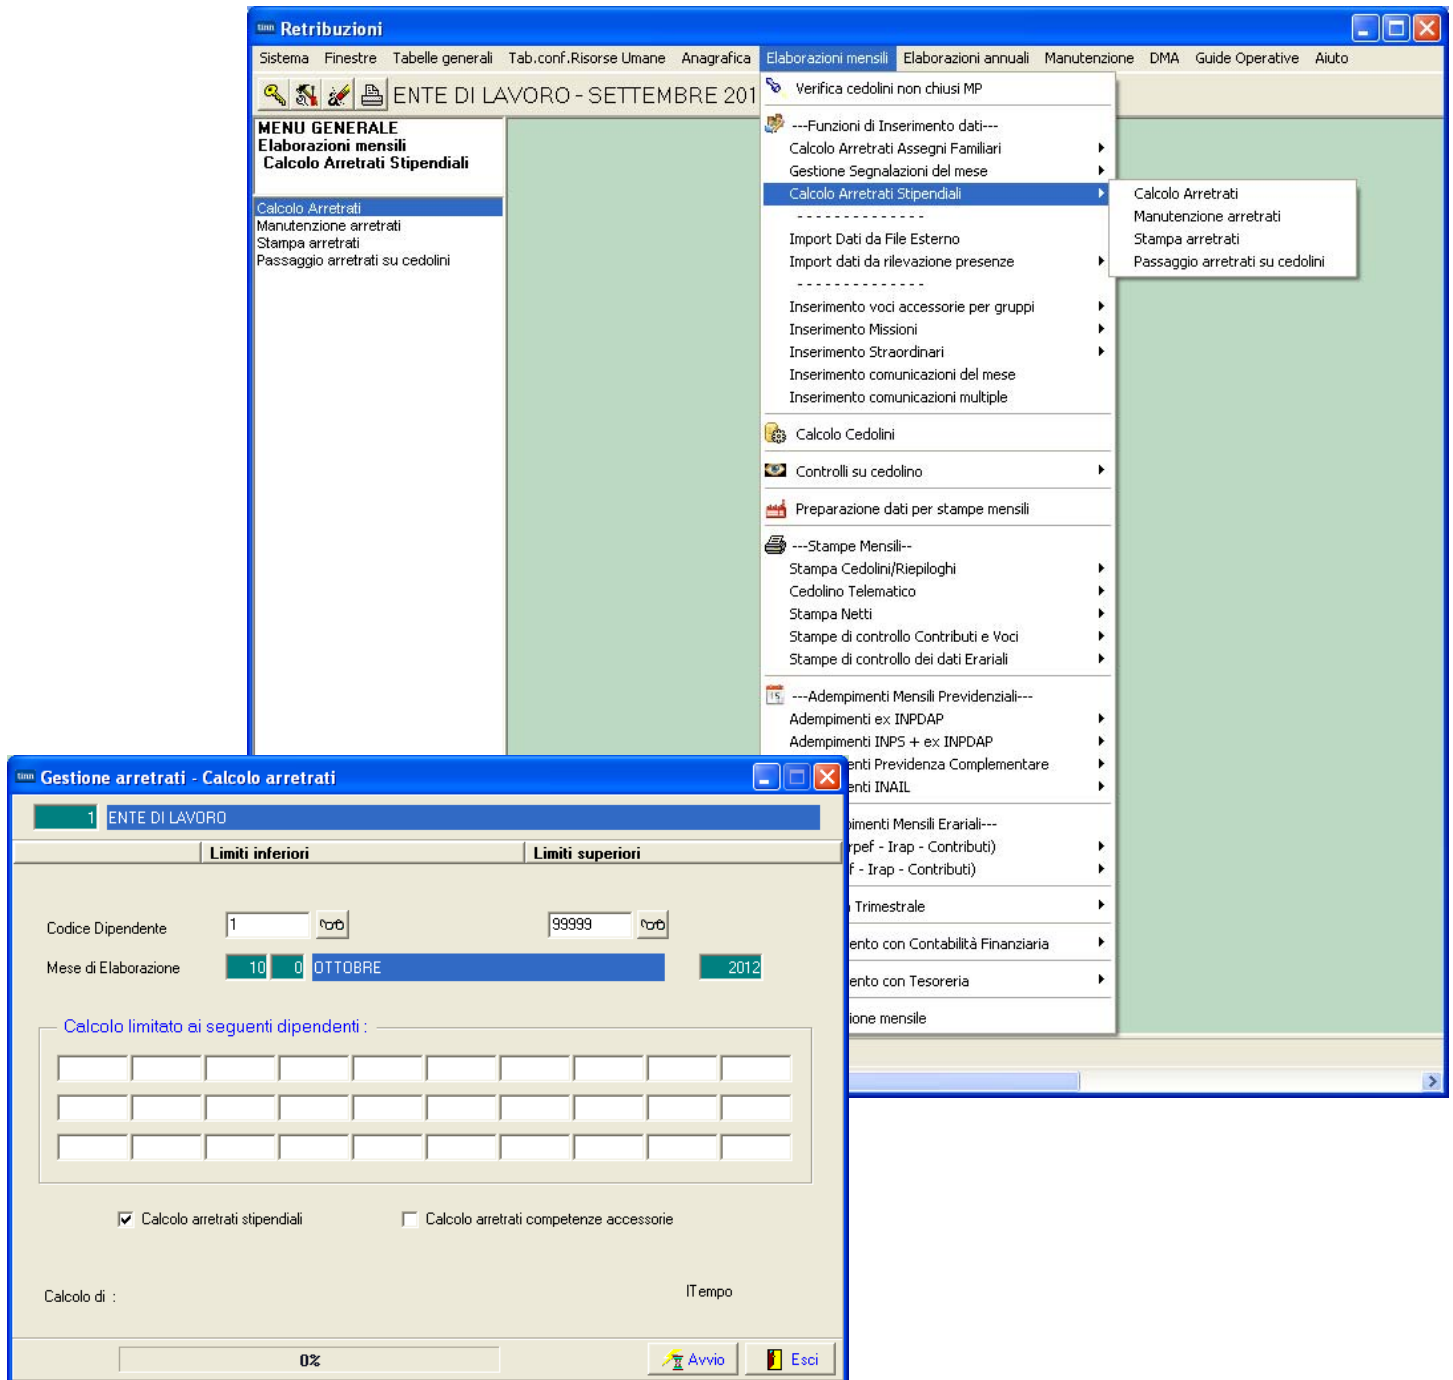 tinn Retribuzioni
Sistema Finestre Tabelle generali Tab.conf.Risorse Umane Anagrafica Elaborazioni mensili Elaborazioni annuali Manutenzione DMA Guide Operative Aiuto
ENTE DI LAVORO - SETTEMBRE 201
MENU GENERALE
Elaborazioni mensili
Calcolo Arretrati Stipendiali
Calcolo Arretrati
Manutenzione arretrati
Stampa arretrati
Passaggio arretrati su cedolini
Verifica cedolini non chiusi MP
---Funzioni di Inserimento dati---
Calcolo Arretrati Assegni Familiari
Gestione Segnalazioni del mese
Calcolo Arretrati Stipendiali
- - - - - - - - - - - - - -
Import Dati da File Esterno
Import dati da rilevazione presenze
- - - - - - - - - - - - - -
Inserimento voci accessorie per gruppi
Inserimento Missioni
Inserimento Straordinari
Inserimento comunicazioni del mese
Inserimento comunicazioni multiple
Calcolo Cedolini
Controlli su cedolino
Preparazione dati per stampe mensili
---Stampe Mensili--
Stampa Cedolini/Riepiloghi
Cedolino Telematico
Stampa Netti
Stampe di controllo Contributi e Voci
Stampe di controllo dei dati Erariali
15 ---Adempimenti Mensili Previdenziali---
Adempimenti ex INPDAP
Adempimenti INPS + ex INPDAP
enti Previdenza Complementare
enti INAIL
imenti Mensili Erariali---
rpef - Irap - Contributi)
f - Irap - Contributi)
Trimestrale
ento con Contabilità Finanziaria
ento con Tesoreria
ione mensile
Calcolo Arretrati
Manutenzione arretrati
Stampa arretrati
Passaggio arretrati su cedolini
tinn Gestione arretrati - Calcolo arretrati
1 ENTE DI LAVORO
Limiti inferiori Limiti superiori
Codice Dipendente 1 99999
Mese di Elaborazione 10 0 OTTOBRE 2012
Calcolo limitato ai seguenti dipendenti :
Calcolo arretrati stipendiali Calcolo arretrati competenze accessorie
Calcolo di : lTempo
0% Avvio Esci